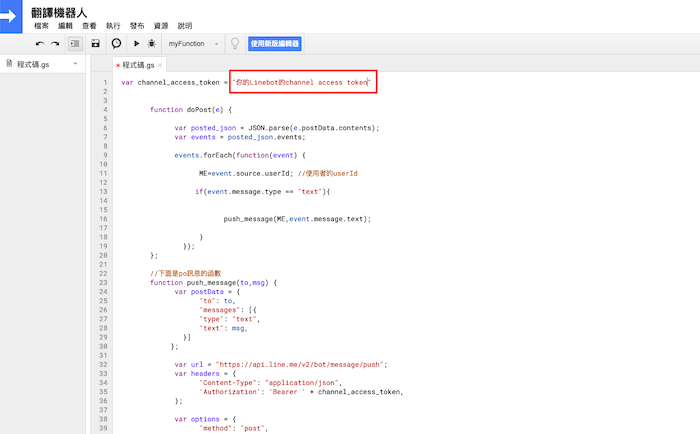 翻譯機器人
檔案 編輯 查看 執行 發布 資源 說明
myFunction 使用新版編輯器
程式碼.gs
程式碼.gs ×
1 var channel_access_token = "你的Linebot的channel access token"
2
3
4 function doPost(e) {
5
6 var posted_json = JSON.parse(e.postData.contents);
7 var events = posted_json.events;
8
9 events.forEach(function(event) {
10
11 ME=event.source.userId; //使用者的userId
12
13 if(event.message.type == "text"){
14
15
16 push_message(ME,event.message.text);
17
18 }
19 });
20 };
21
22 //下面是po訊息的函數
23 function push_message(to,msg) {
24 var postData = {
25 "to": to,
26 "messages": [{
27 "type": "text",
28 "text": msg,
29 }]
30 };
31
32 var url = "https://api.line.me/v2/bot/message/push";
33 var headers = {
34 "Content-Type": "application/json",
35 'Authorization': 'Bearer ' + channel_access_token,
36 };
37
38 var options = {
39 "method": "post",